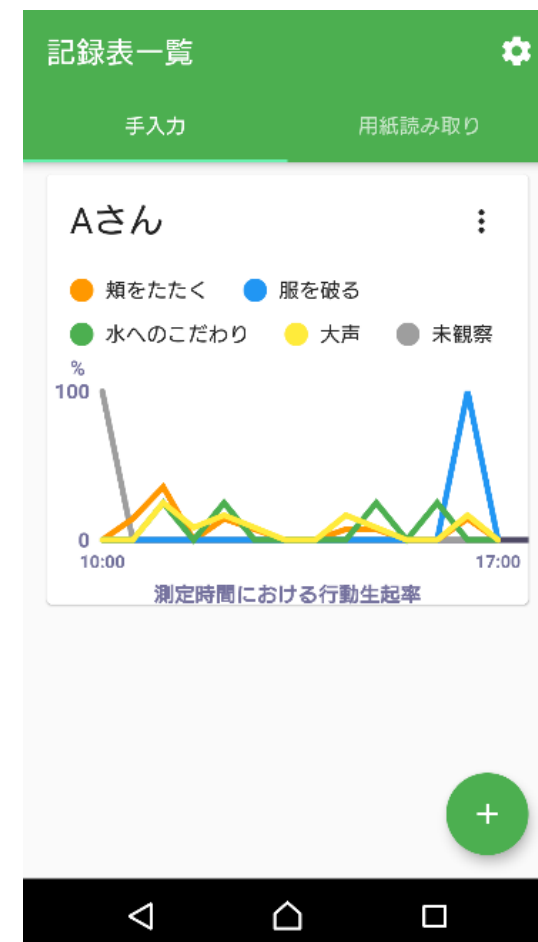 記録表一覧
手入力 用紙読み取り
Aさん
頬をたたく 服を破る
水へのこだわり 大声 未観察
%
100
0
10:00 17:00
測定時間における行動生起率